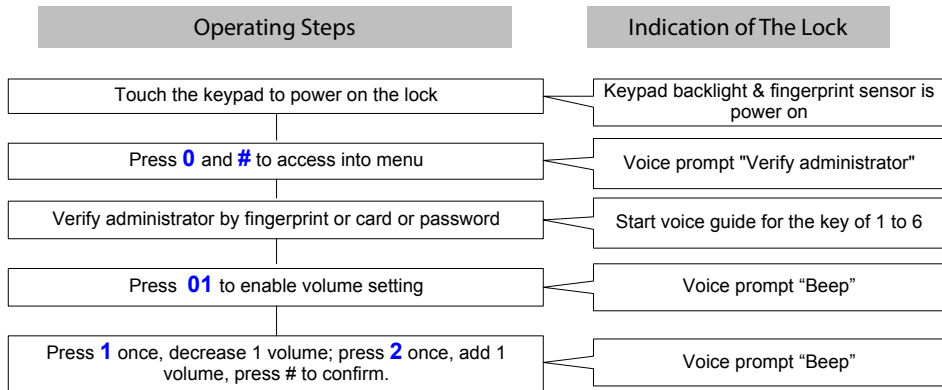 Operating Steps
Indication of The Lock
Touch the keypad to power on the lock
Keypad backlight & fingerprint sensor is
power on
Press 0 and # to access into menu
Voice prompt "Verify administrator"
Verify administrator by fingerprint or card or password
Start voice guide for the key of 1 to 6
Press 01 to enable volume setting
Voice prompt “Beep”
Press 1 once, decrease 1 volume; press 2 once, add 1
volume, press # to confirm.
Voice prompt “Beep”